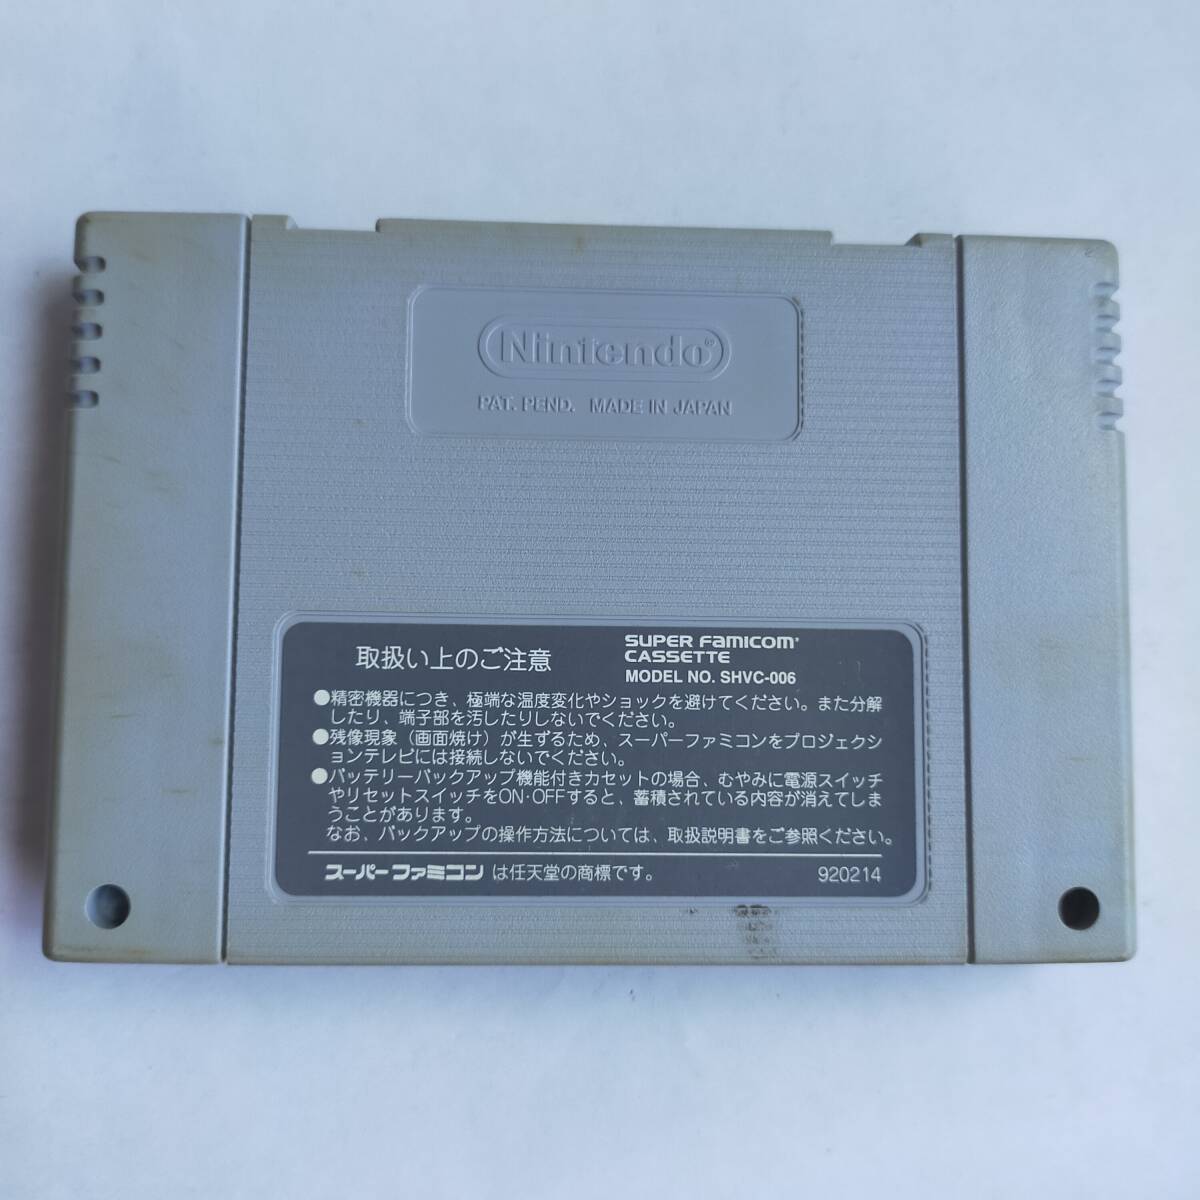 Nintendo®
PAT. PEND. MADE IN JAPAN
取扱い上のご注意
SUPER FAMICOM
CASSETTE
MODEL NO. SHVC-006
●精密機器につき、極端な温度変化やショックを避けてください。また分解
したり、端子部を汚したりしないでください。
●残像現象（画面焼け）が生ずるため、スーパーファミコンをプロジェクシ
ョンテレビには接続しないでください。
●バッテリーバックアップ機能付きカセットの場合、むやみに電源スイッチ
やリセットスイッチをON·OFFすると、蓄積されている内容が消えてしま
うことがあります。
なお、バックアップの操作方法については、取扱説明書をご参照ください。
スーパーファミコン は任天堂の商標です。
920214